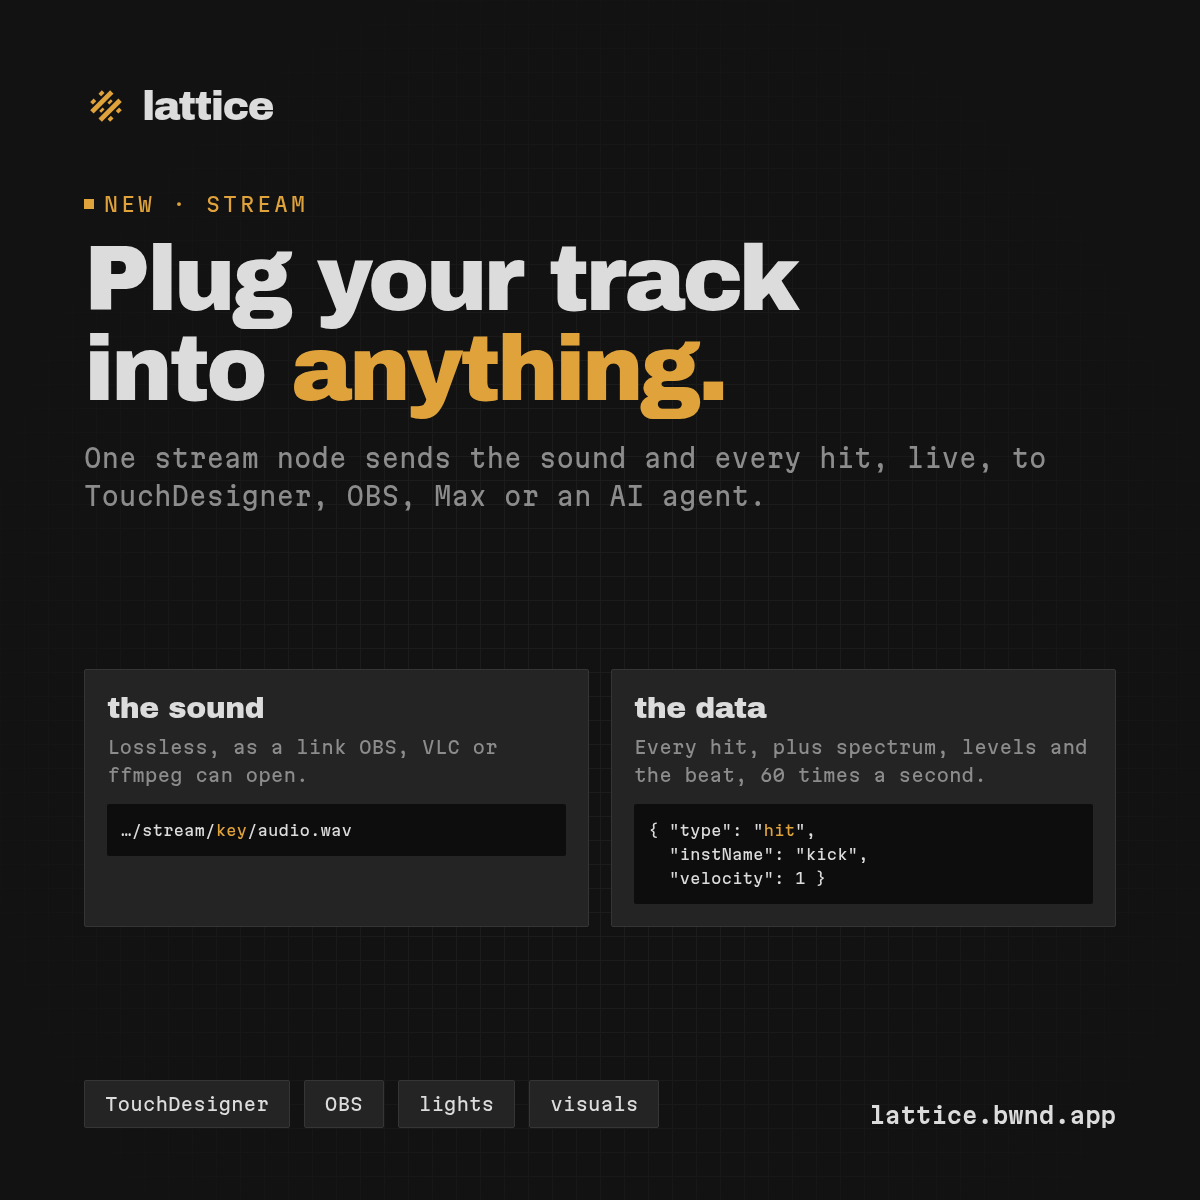 lattice
NEW · STREAM
Plug your track
into anything.
One stream node sends the sound and every hit, live, to
TouchDesigner, OBS, Max or an AI agent.
the sound
Lossless, as a link OBS, VLC or
ffmpeg can open.
…/stream/key/audio.wav
the data
Every hit, plus spectrum, levels and
the beat, 60 times a second.
{ "type": "hit",
"instName": "kick",
"velocity": 1 }
TouchDesigner
OBS
lights
visuals
lattice.bwnd.app